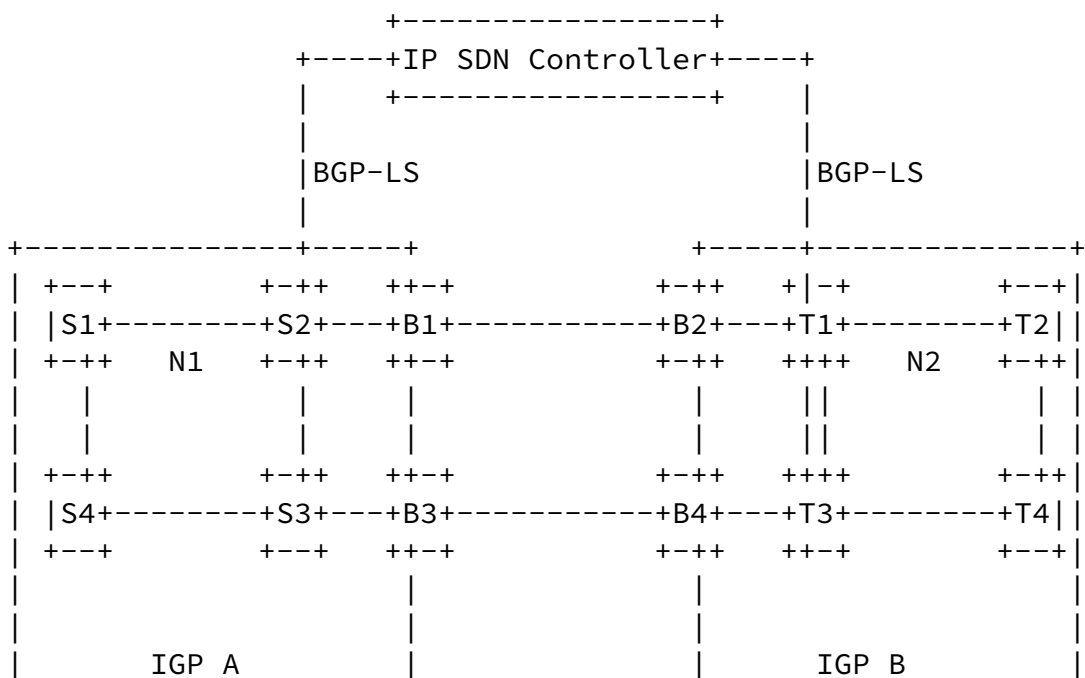 IP SDN Controller
BGP-LS BGP-LS
S1 S2 B1 B2 T1 T2
N1 N2
S4 S3 B3 B4 T3 T4
IGP A IGP B